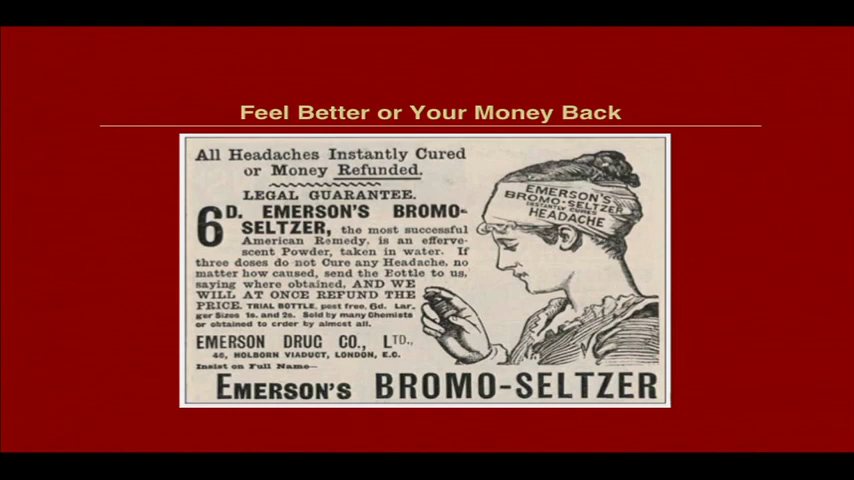 Feel Better or Your Money Back
All Headaches Instantly Cured
or Money Refunded.
LEGAL GUARANTEE.
6D. EMERSON'S BROMO-
SELTZER, the most successful
American Remedy, is an efferve-
scent Powder, taken in water. If
three doses do not Cure any Headache, no
matter how caused, send the Bottle to us,
saying where obtained, AND WE
WILL AT ONCE REFUND THE
PRICE. TRIAL BOTTLE, post free, 6d. Lar-
ger Sizes 1s. and 2s. Sold by many Chemists
or obtained to order by almost all.
EMERSON DRUG CO., LTD.,
46, HOLBORN VIADUCT, LONDON, E.C.
Insist on Full Name—
EMERSON'S BROMO-SELTZER
EMERSON'S
BROMO-SELTZER
INSTANTLY CURES
HEADACHE